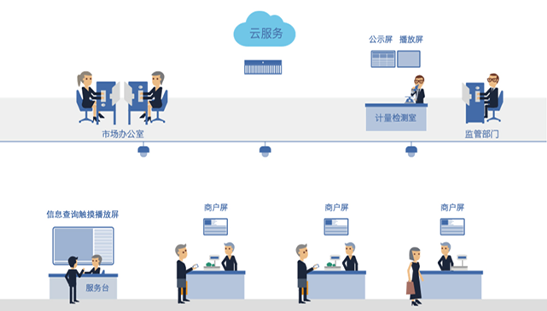 云服务
公示屏 播放屏
计量检测室
市场办公室
监管部门
信息查询触摸播放屏
商户屏
商户屏
商户屏
服务台